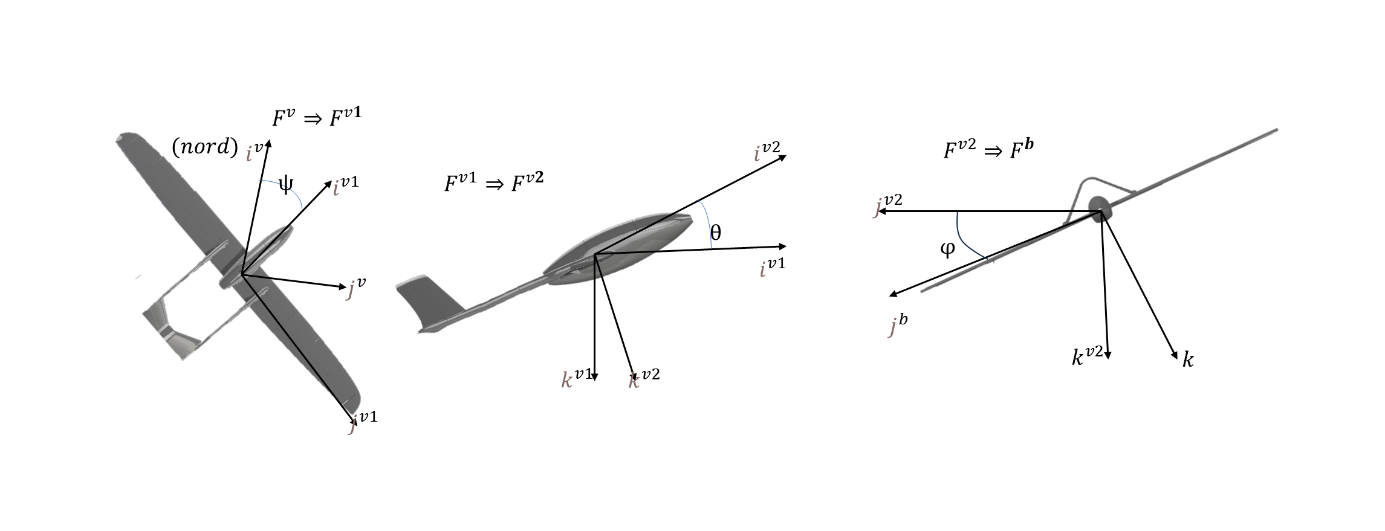 F^v ⇒ F^v1
(nord) i^v
ψ
i^v1
j^v
j^v1
F^v1 ⇒ F^v2
i^v2
θ
i^v1
k^v1 k^v2
F^v2 ⇒ F^b
j^v2
φ
j^b
k^v2 k